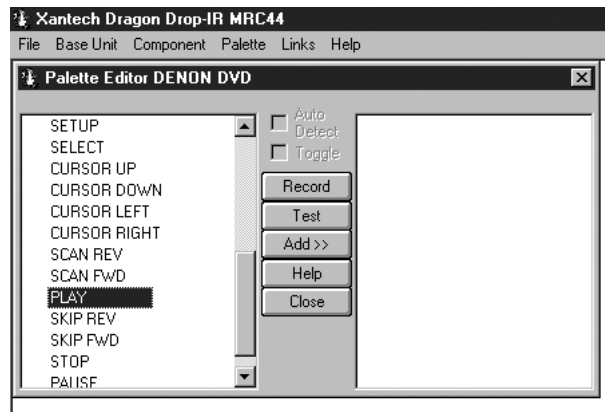 Xantech Dragon Drop-IR MRC44
File Base Unit Component Palette Links Help
Palette Editor DENON DVD
SETUP
SELECT
CURSOR UP
CURSOR DOWN
CURSOR LEFT
CURSOR RIGHT
SCAN REV
SCAN FWD
PLAY
SKIP REV
SKIP FWD
STOP
PAUSE
Auto
Detect
Toggle
Record
Test
Add >>
Help
Close